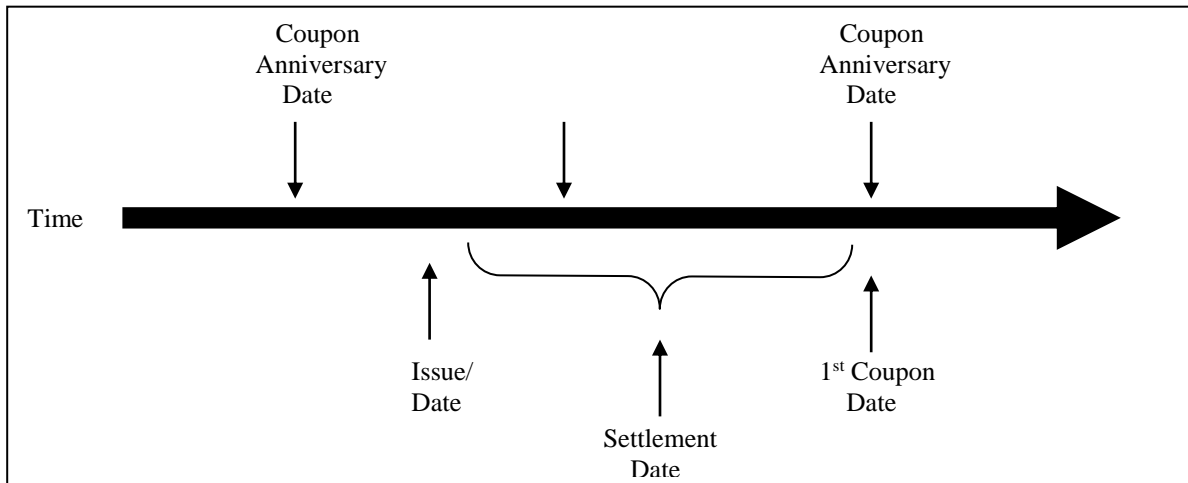 Coupon
Anniversary
Date
Coupon
Anniversary
Date
Time
Issue/
Date
1st Coupon
Date
Settlement
Date